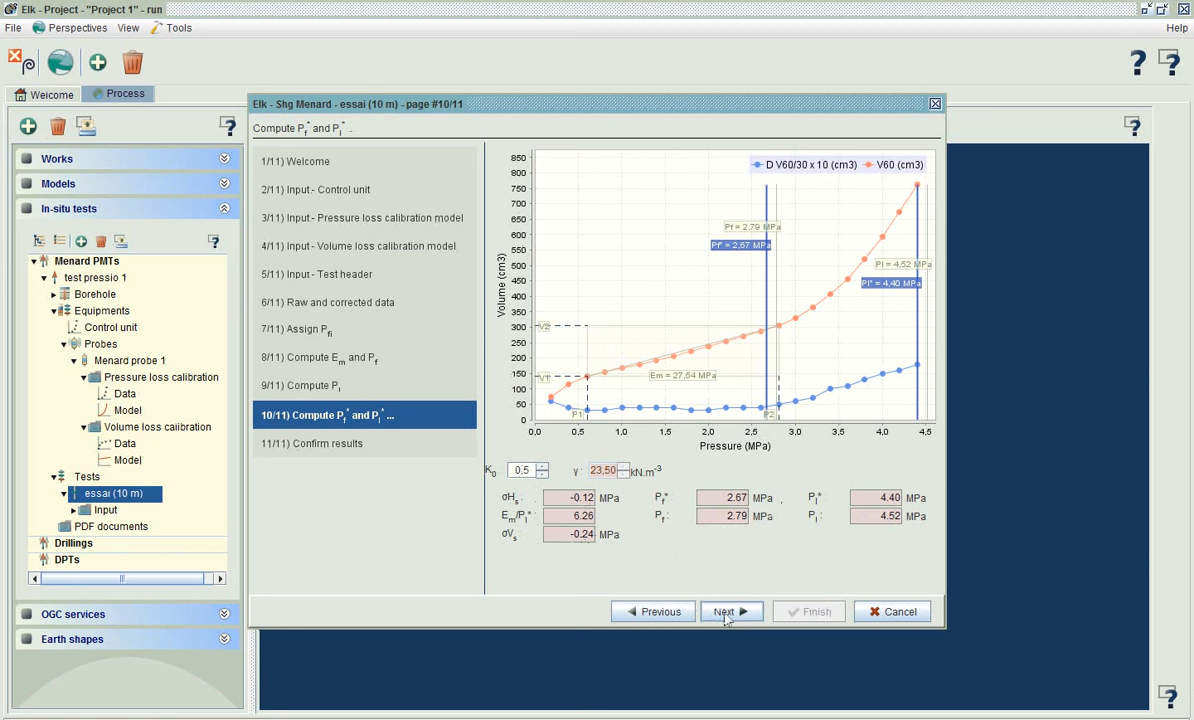 Elk - Project - "Project 1" - run
File Perspectives View Tools Help
Welcome Process
Works
Models
In-situ tests
Menard PMTs
test pressio 1
Borehole
Equipments
Control unit
Probes
Menard probe 1
Pressure loss calibration
Data
Model
Volume loss calibration
Data
Model
Tests
essai (10 m)
Input
PDF documents
Drillings
DPTs
OGC services
Earth shapes
Elk - Shg Menard - essai (10 m) - page #10/11
Compute Pf* and Pl* .
1/11) Welcome
2/11) Input - Control unit
3/11) Input - Pressure loss calibration model
4/11) Input - Volume loss calibration model
5/11) Input - Test header
6/11) Raw and corrected data
7/11) Assign Pfi
8/11) Compute Em and Pf
9/11) Compute Pl
10/11) Compute Pf* and Pl* ...
11/11) Confirm results
D V60/30 x 10 (cm3) V60 (cm3)
Volume (cm3)
850
800
750
700
650
600
550
500
450
400
350
300
250
200
150
100
50
0
Pf = 2,79 MPa
Pf* = 2,67 MPa
Pl = 4,52 MPa
Pl* = 4,40 MPa
V2
V1
Em = 27,54 MPa
P1 P2
0,0 0,5 1,0 1,5 2,0 2,5 3,0 3,5 4,0 4,5
Pressure (MPa)
K0 0,5 γ : 23,50 kN.m-3
σHs : -0.12 MPa Pf* : 2.67 MPa . Pl* : 4.40 MPa
Em/Pl* : 6.26 Pf : 2.79 MPa Pl : 4.52 MPa
σVs : -0.24 MPa
Previous Next Finish Cancel